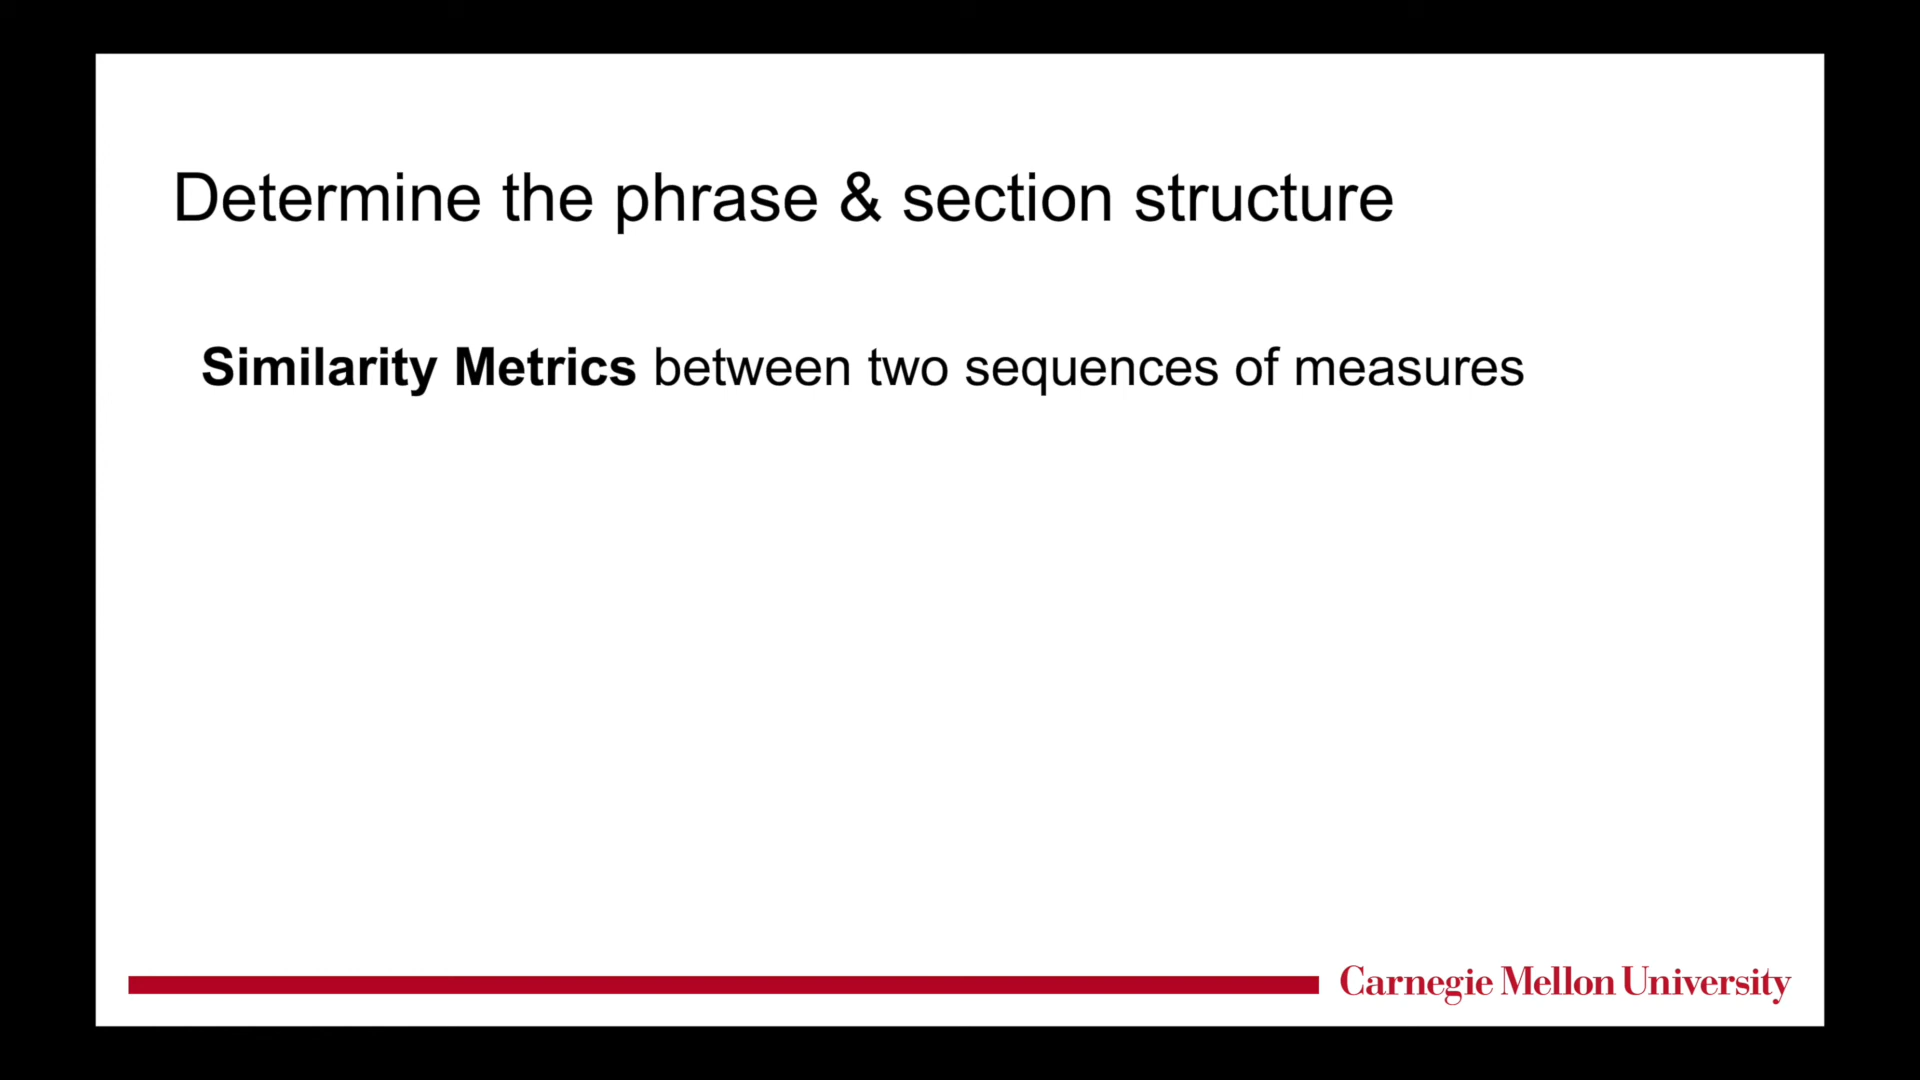 Determine the phrase & section structure
Similarity Metrics between two sequences of measures
Carnegie Mellon University